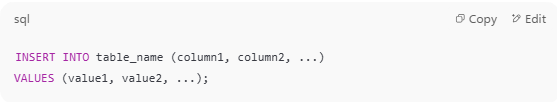 sql
Copy
Edit
INSERT INTO table_name (column1, column2, ...)
VALUES (value1, value2, ...);